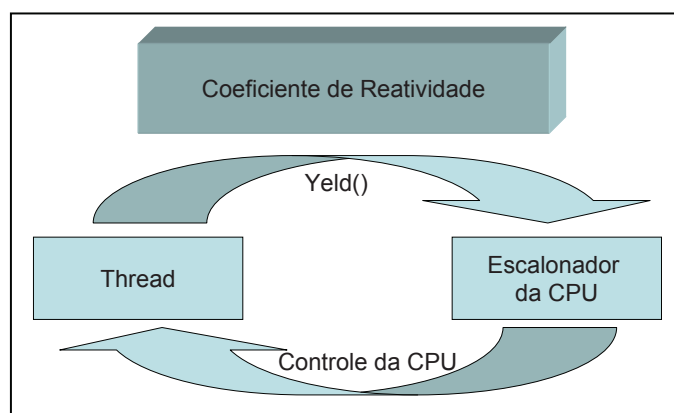 Coeficiente de Reatividade
Yeld()
Thread
Escalonador
da CPU
Controle da CPU